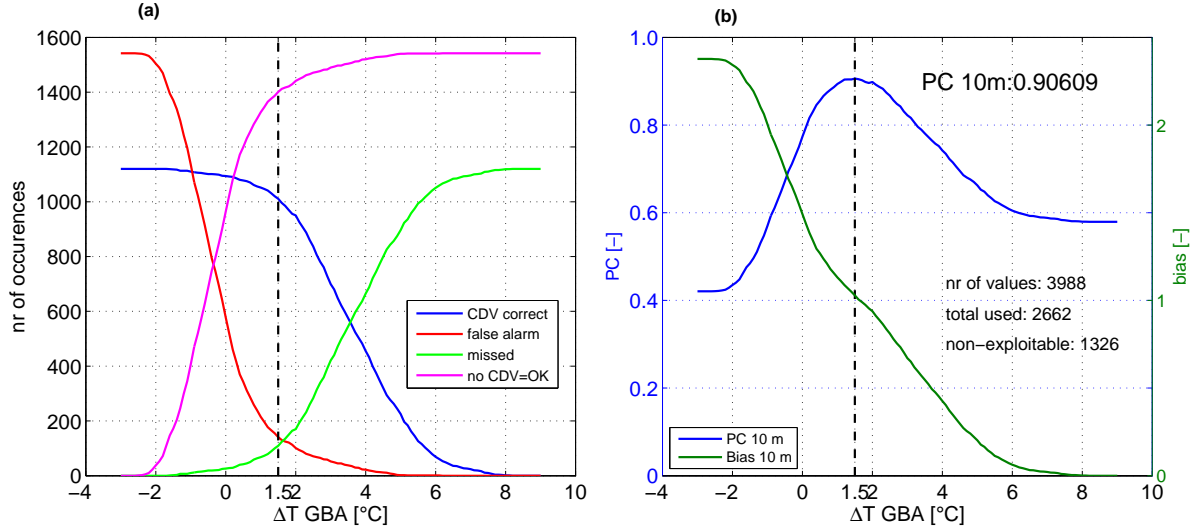 (a)
1600
1400
1200
1000
800
600
400
200
0
nr of occurences
−4
−2
0
1.5
2
4
6
8
10
ΔT GBA [°C]
CDV correct
false alarm
missed
no CDV=OK
(b)
1.0
0.8
0.6
0.4
0.2
0
PC [−]
PC 10m:0.90609
nr of values: 3988
total used: 2662
non−exploitable: 1326
PC 10 m
Bias 10 m
2
1
0
bias [−]
−4
−2
0
1.5
2
4
6
8
10
ΔT GBA [°C]